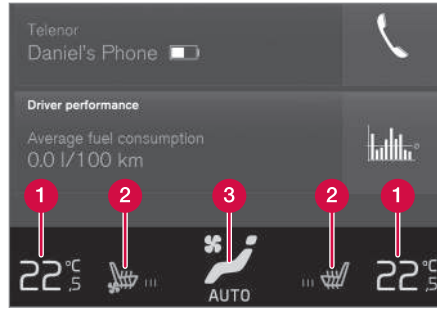 Telenor
Daniel's Phone
Driver performance
Average fuel consumption
0.0 l/100 km
1 2 3 2 1
22 °C ,5 AUTO 22 °C ,5